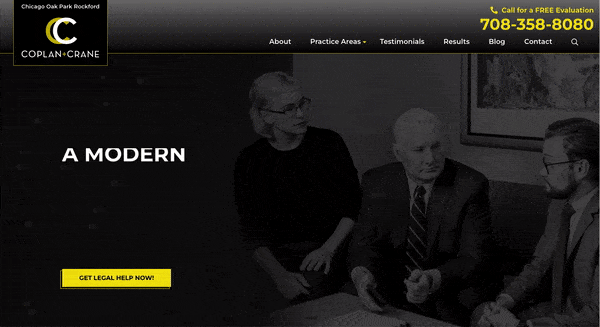 Chicago Oak Park Rockford
COPLAN+CRANE
Call for a FREE Evaluation
708-358-8080
About Practice Areas Testimonials Results Blog Contact
A MODERN
GET LEGAL HELP NOW!